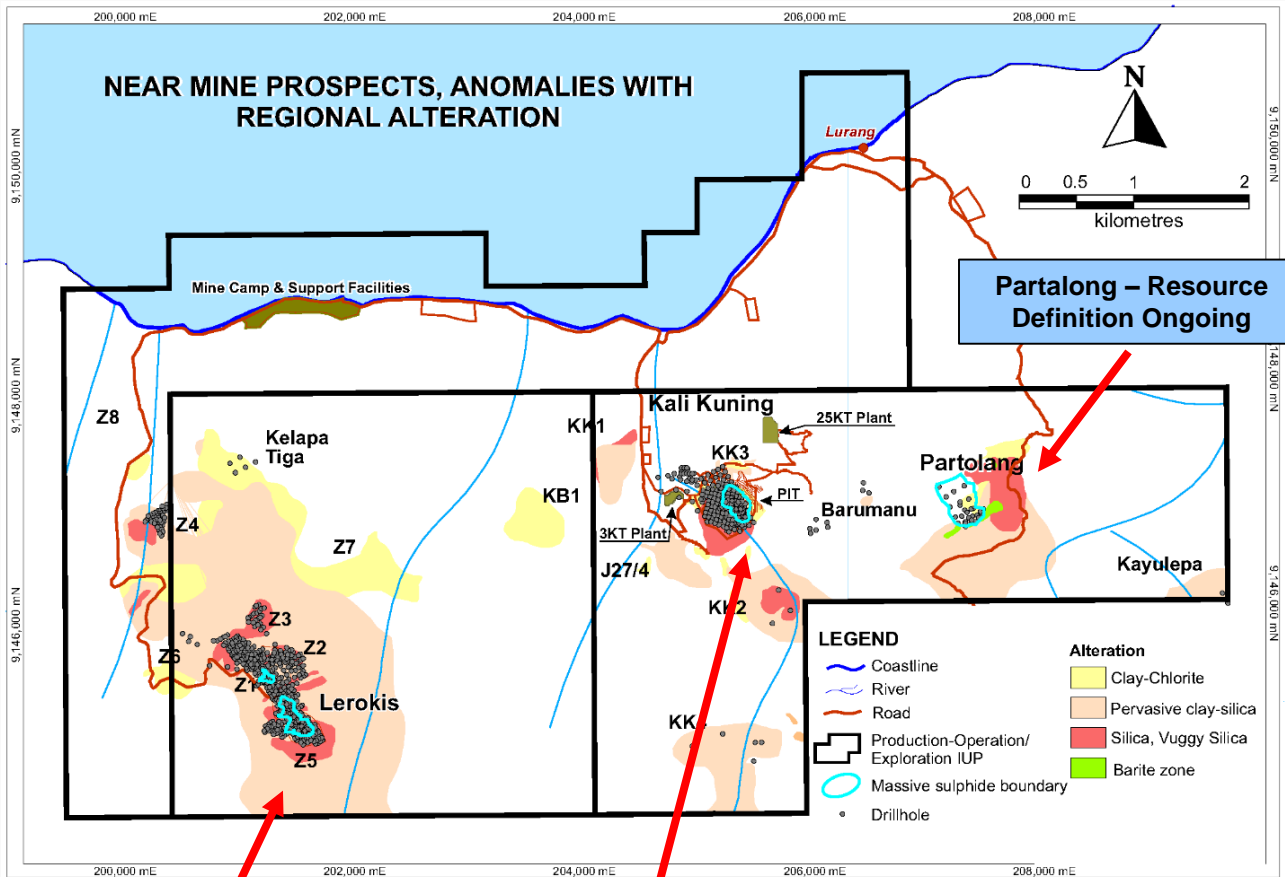 200,000 mE
202,000 mE
204,000 mE
206,000 mE
208,000 mE
NEAR MINE PROSPECTS, ANOMALIES WITH
REGIONAL ALTERATION
N
Lurang
9,150,000 mN
9,150,000 mN
0 0.5 1 2
kilometres
Mine Camp & Support Facilities
Partalong – Resource
Definition Ongoing
9,148,000 mN
148,000 mN
Z8
Kelapa
Tiga
Kali Kuning
25KT Plant
KK1
KK3
Partolang
KB1
PIT
Z4
Barumanu
3KT Plant
Z7
J27/4
Kayulepa
9,146,000 mN
9,146,000 mN
KK2
Z3
Z2
Z6
Z1
Lerokis
Z5
LEGEND
Coastline
River
Road
Production-Operation/
Exploration IUP
Massive sulphide boundary
Drillhole
Alteration
Clay-Chlorite
Pervasive clay-silica
Silica, Vuggy Silica
Barite zone
200,000 mE
202,000 mE
204,000 mE
206,000 mE
208,000 mE